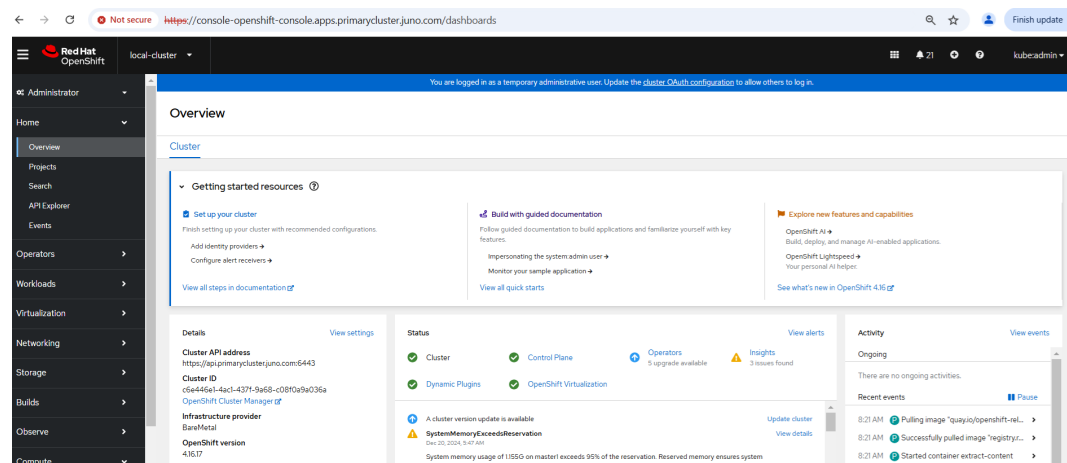 Not secure https://console-openshift-console.apps.primarycluster.juno.com/dashboards Finish update
Red Hat
OpenShift
local-cluster
21
kube:admin
You are logged in as a temporary administrative user. Update the cluster OAuth configuration to allow others to log in.
Administrator
Home
Overview
Projects
Search
API Explorer
Events
Operators
Workloads
Virtualization
Networking
Storage
Builds
Observe
Compute
Overview
Cluster
Getting started resources
Set up your cluster
Finish setting up your cluster with recommended configurations.
Add identity providers →
Configure alert receivers →
View all steps in documentation
Build with guided documentation
Follow guided documentation to build applications and familiarize yourself with key
features.
Impersonating the system:admin user →
Monitor your sample application →
View all quick starts
Explore new features and capabilities
OpenShift AI →
Build, deploy, and manage AI-enabled applications.
OpenShift Lightspeed →
Your personal AI helper.
See what's new in OpenShift 4.16
Details View settings
Cluster API address
https://api.primarycluster.juno.com:6443
Cluster ID
c6e446e1-4ac1-437f-9a68-c08f0a9a036a
OpenShift Cluster Manager
Infrastructure provider
BareMetal
OpenShift version
4.16.17
Status View alerts
Cluster
Control Plane
Operators
5 upgrade available
Insights
3 issues found
Dynamic Plugins
OpenShift Virtualization
A cluster version update is available Update cluster
SystemMemoryExceedsReservation View details
Dec 20, 2024, 9:47 AM
System memory usage of 1.155G on master1 exceeds 95% of the reservation. Reserved memory ensures system
Activity View events
Ongoing
There are no ongoing activities.
Recent events Pause
8:21 AM P Pulling image "quay.io/openshift-rel...
8:21 AM P Successfully pulled image "registry.r...
8:21 AM P Started container extract-content